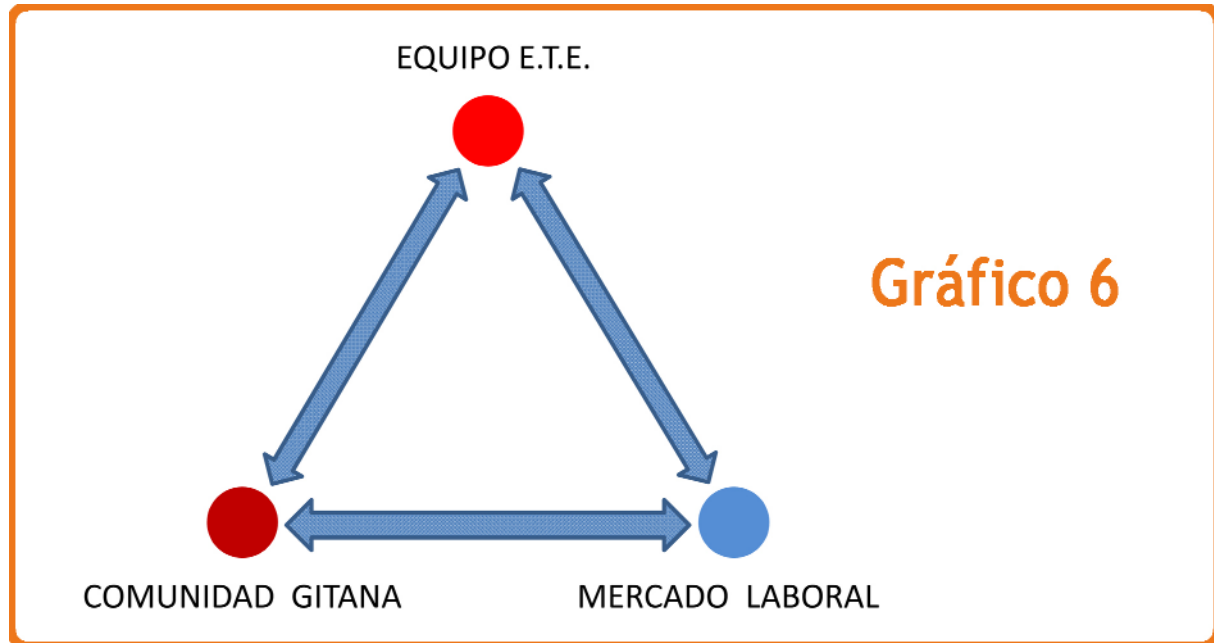 EQUIPO E.T.E.
Gráfico 6
COMUNIDAD GITANA
MERCADO LABORAL